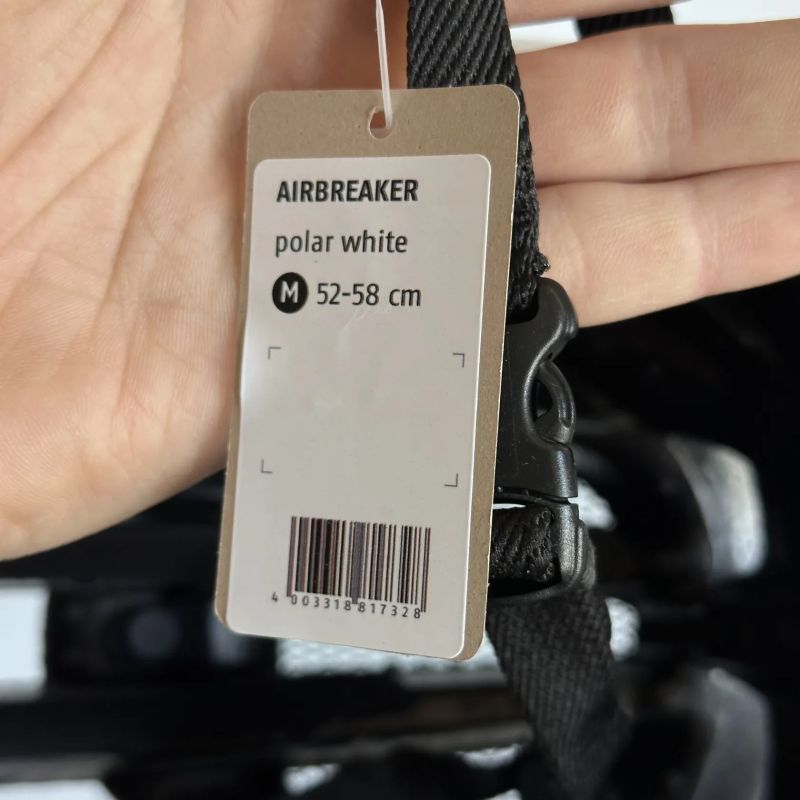 AIRBREAKER
polar white
M 52-58 cm
4 003318 817328